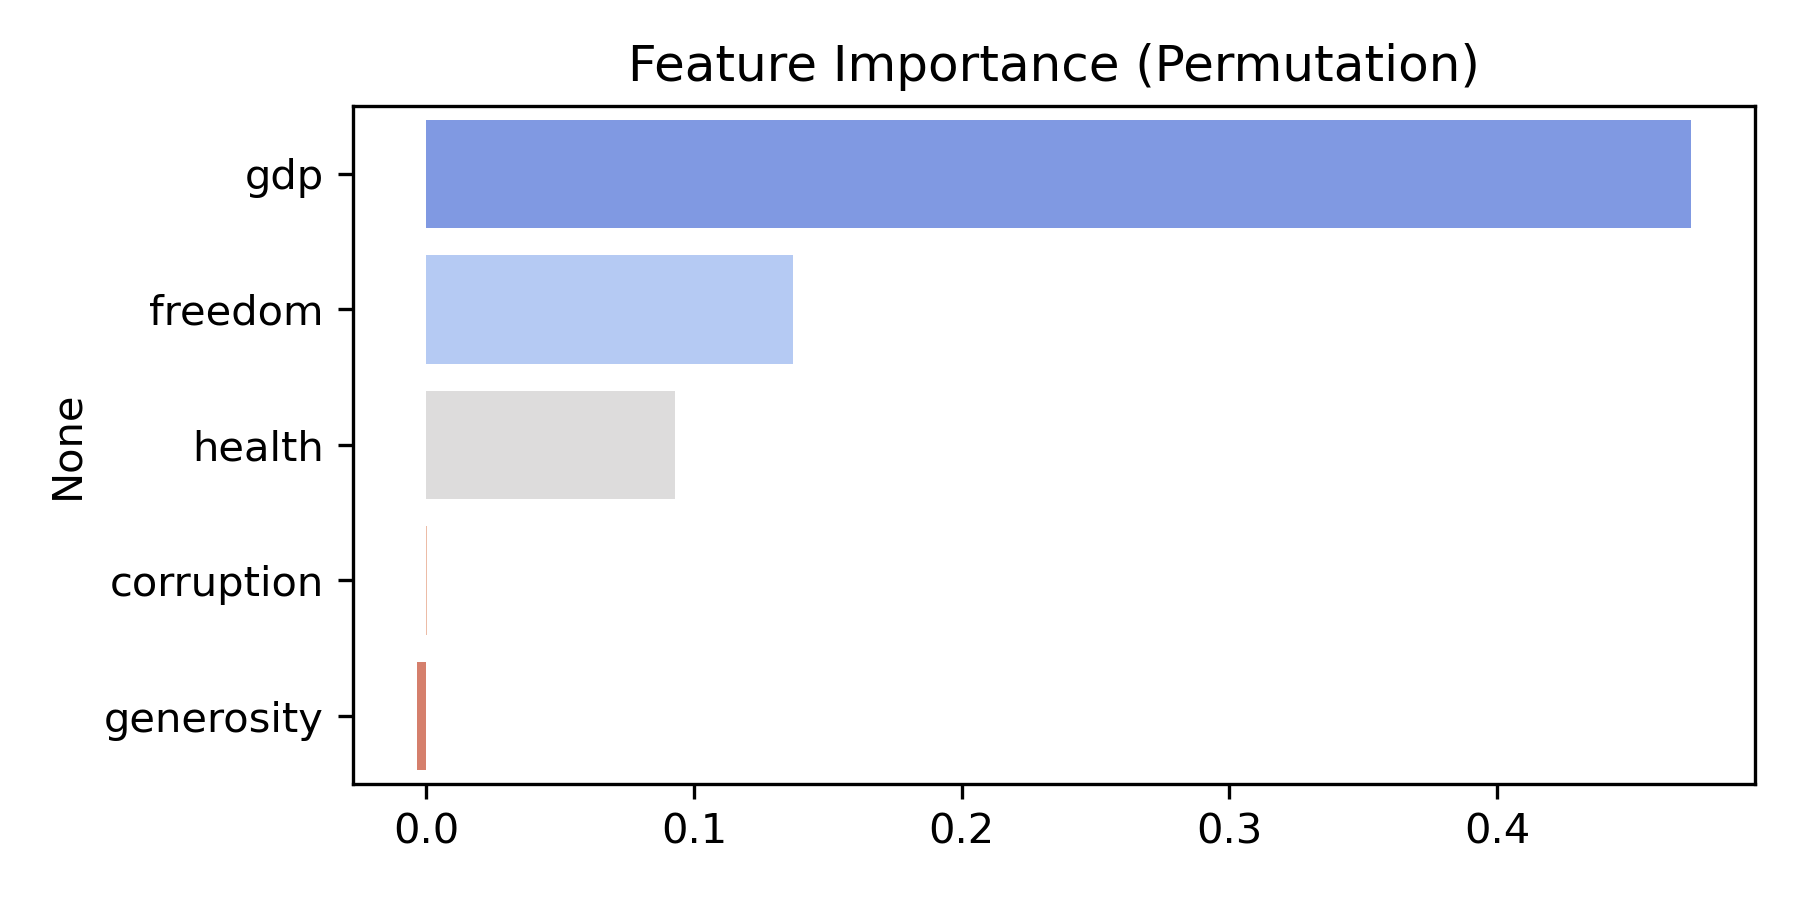 Feature Importance (Permutation)
gdp
freedom
health
corruption
generosity
None
0.0 0.1 0.2 0.3 0.4